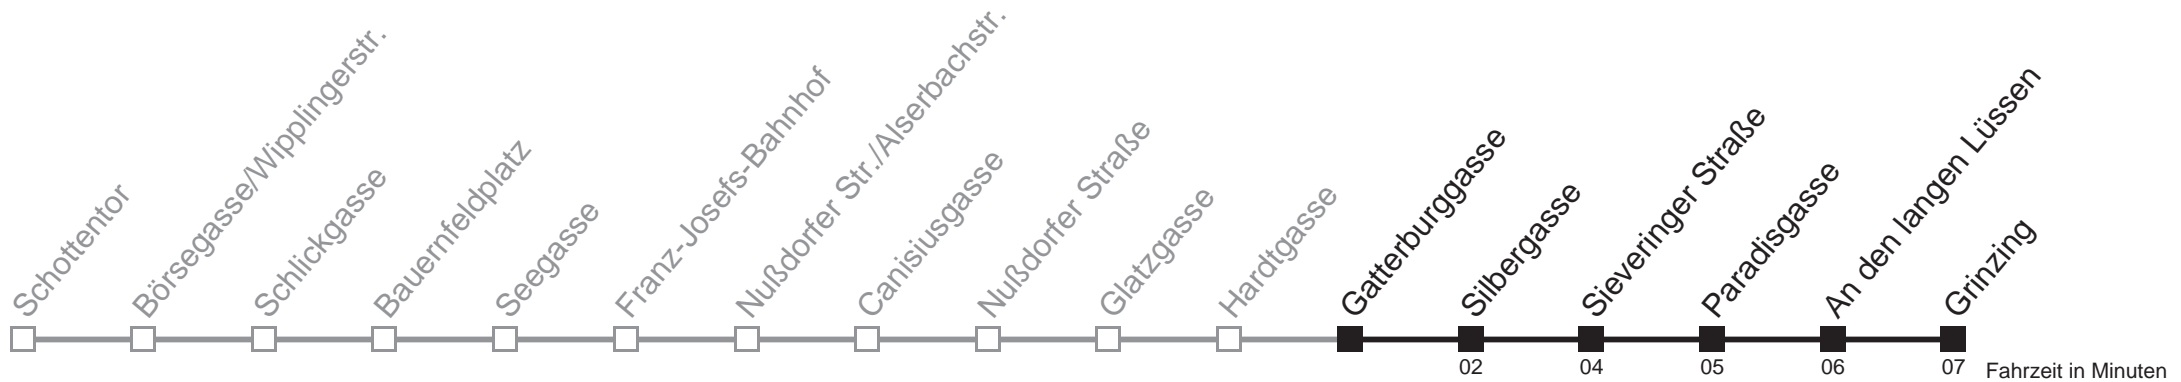 Schottentor
Börsegasse/Wipplingerstr.
Schlickgasse
Bauernfeldplatz
Seegasse
Franz-Josefs-Bahnhof
Nußdorfer Str./Alserbachstr.
Canisiusgasse
Nußdorfer Straße
Glatzgasse
Hardtgasse
Gatterburggasse
Silbergasse
Sieveringer Straße
Paradisgasse
An den langen Lüssen
Grinzing
02 04 05 06 07 Fahrzeit in Minuten